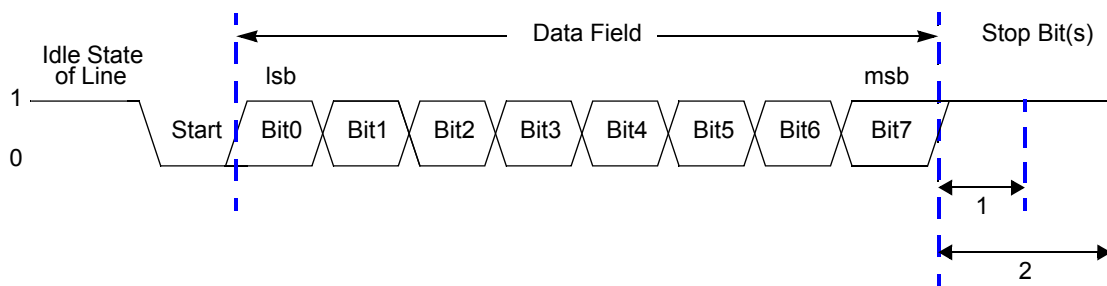 Data Field
Stop Bit(s)
Idle State
of Line
lsb
msb
1
Start
Bit0
Bit1
Bit2
Bit3
Bit4
Bit5
Bit6
Bit7
0
1
2